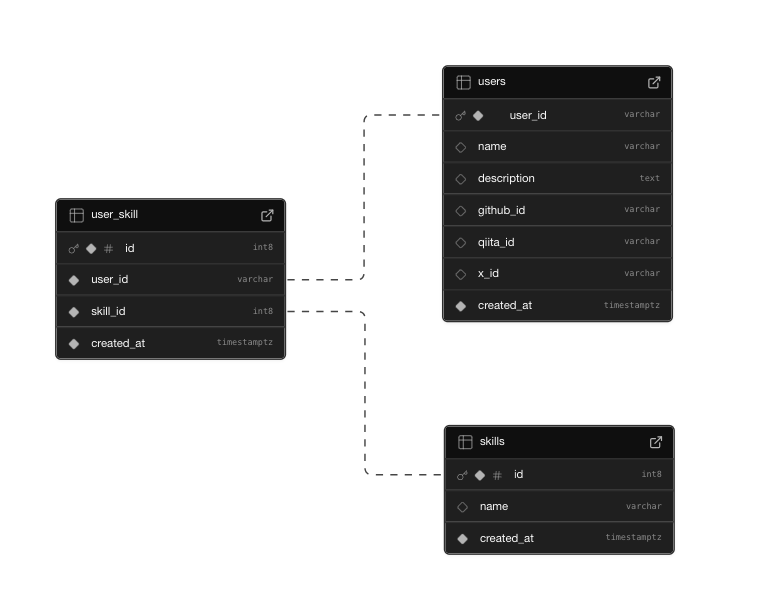 users
user_id varchar
name varchar
description text
github_id varchar
qiita_id varchar
x_id varchar
created_at timestamptz
user_skill
id int8
user_id varchar
skill_id int8
created_at timestamptz
skills
id int8
name varchar
created_at timestamptz